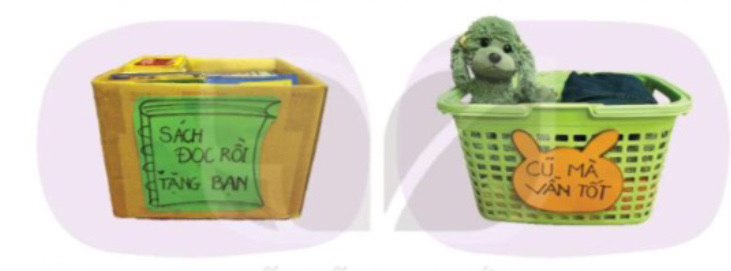 SÁCH
ĐỌC RỒI
TẶNG BẠN
CŨ MÀ
VẪN TỐT